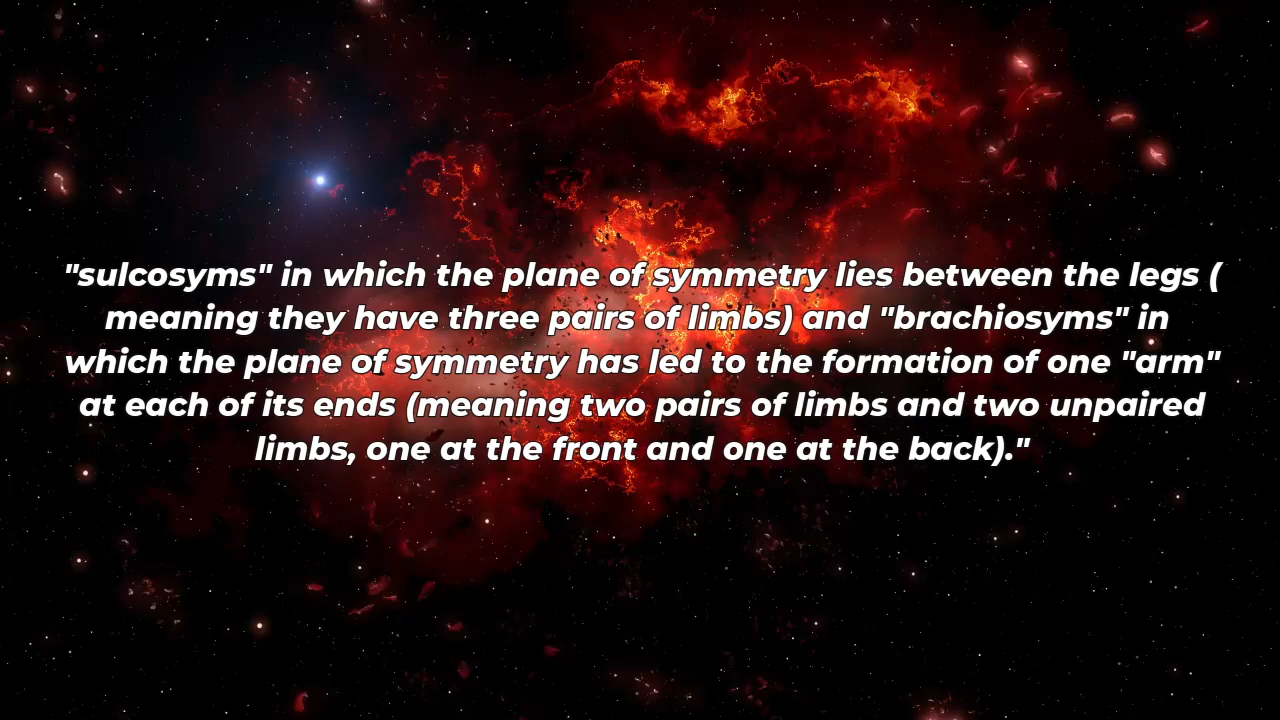 "sulcosyms" in which the plane of symmetry lies between the legs (
meaning they have three pairs of limbs) and "brachiosyms" in
which the plane of symmetry has led to the formation of one "arm"
at each of its ends (meaning two pairs of limbs and two unpaired
limbs, one at the front and one at the back)."